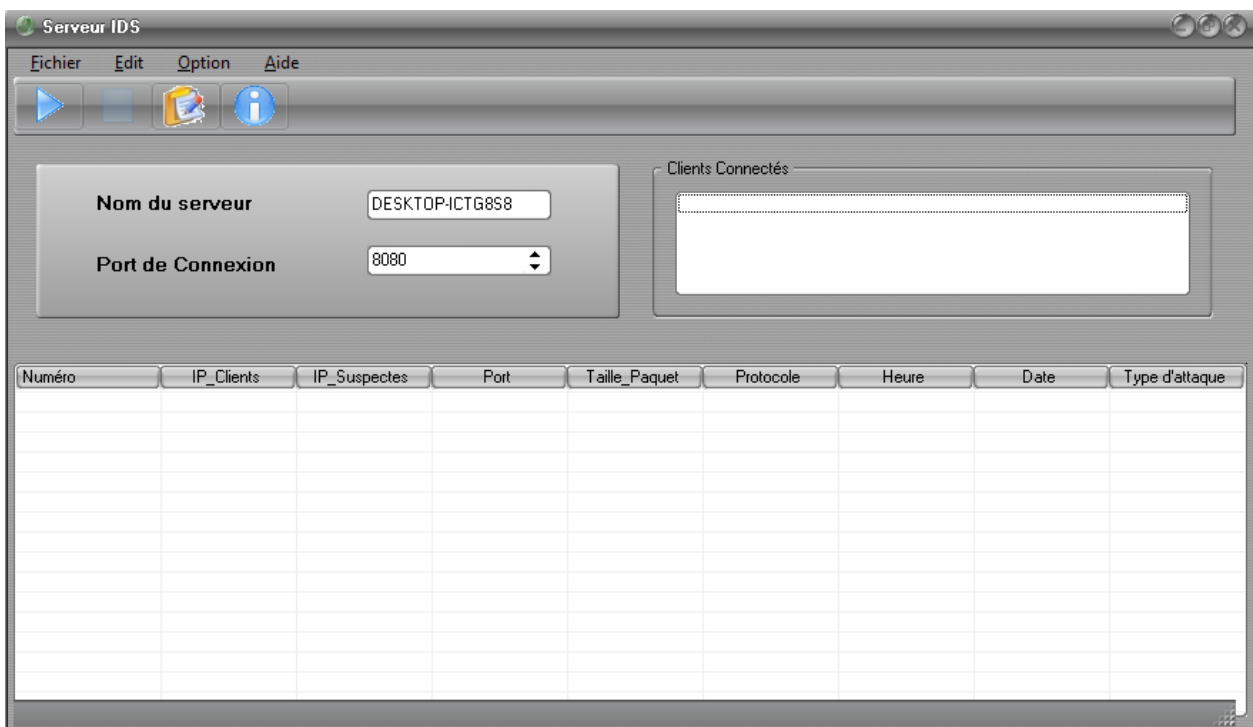 Serveur IDS
Fichier Edit Option Aide
Clients Connectés
Nom du serveur DESKTOP-ICTG8S8
Port de Connexion 8080
Numéro IP_Clients IP_Suspectes Port Taille_Paquet Protocole Heure Date Type d'attaque